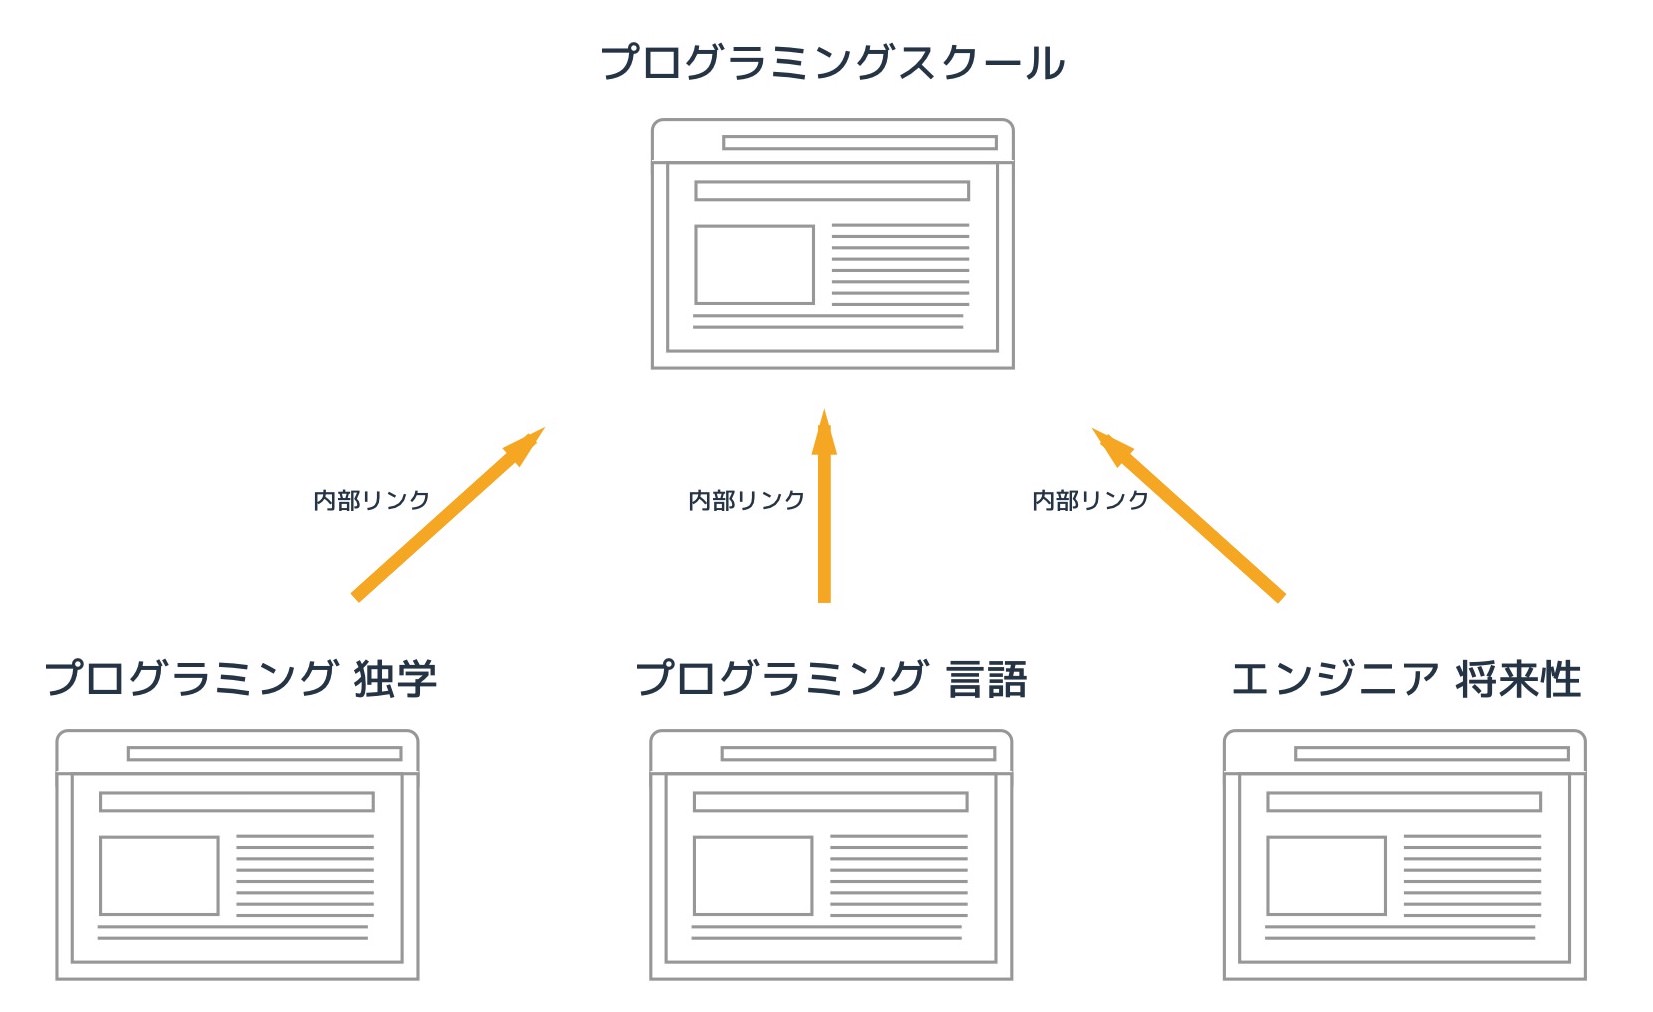 プログラミングスクール
内部リンク
内部リンク
内部リンク
プログラミング 独学
プログラミング 言語
エンジニア 将来性